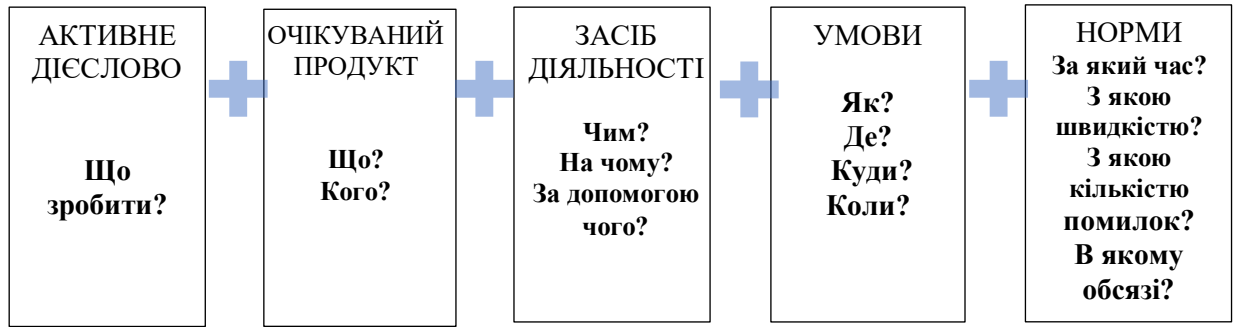 АКТИВНЕ
ДІЄСЛОВО
Що
зробити?
ОЧІКУВАНИЙ
ПРОДУКТ
Що?
Кого?
ЗАСІБ
ДІЯЛЬНОСТІ
Чим?
На чому?
За допомогою
чого?
УМОВИ
Як?
Де?
Куди?
Коли?
НОРМИ
За який час?
З якою
швидкістю?
З якою
кількістю
помилок?
В якому
обсязі?